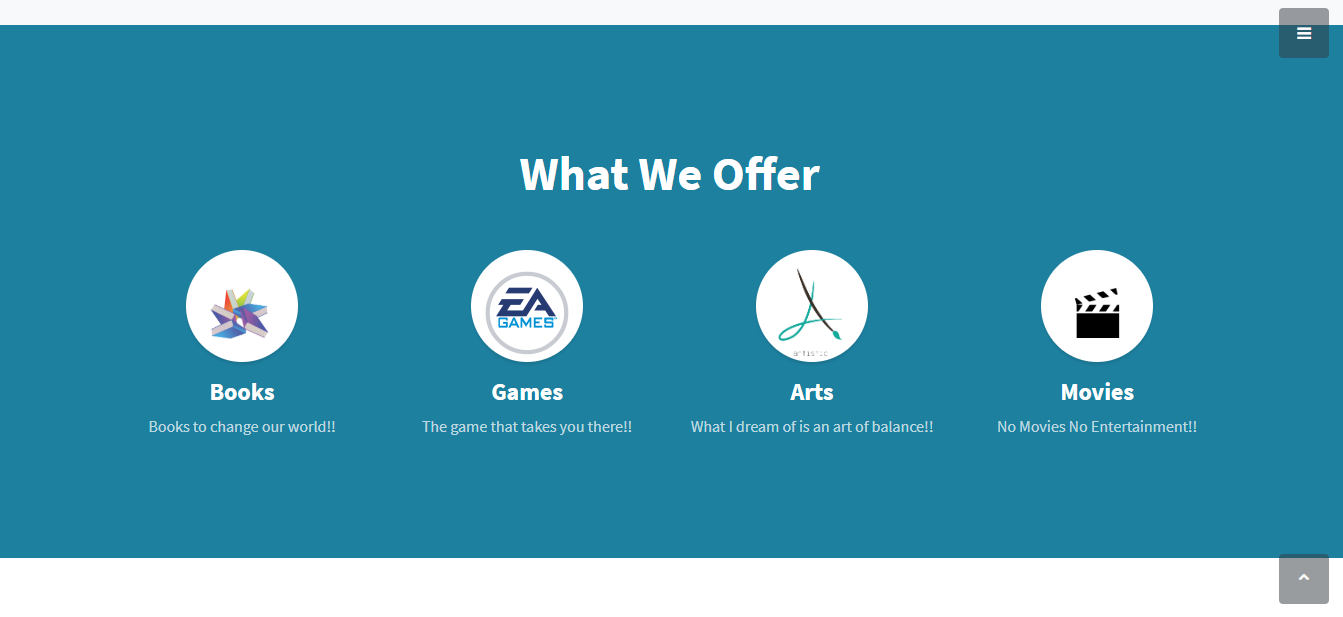 What We Offer
EA
GAMES
artistic
Books
Games
Arts
Movies
Books to change our world!!
The game that takes you there!!
What I dream of is an art of balance!!
No Movies No Entertainment!!